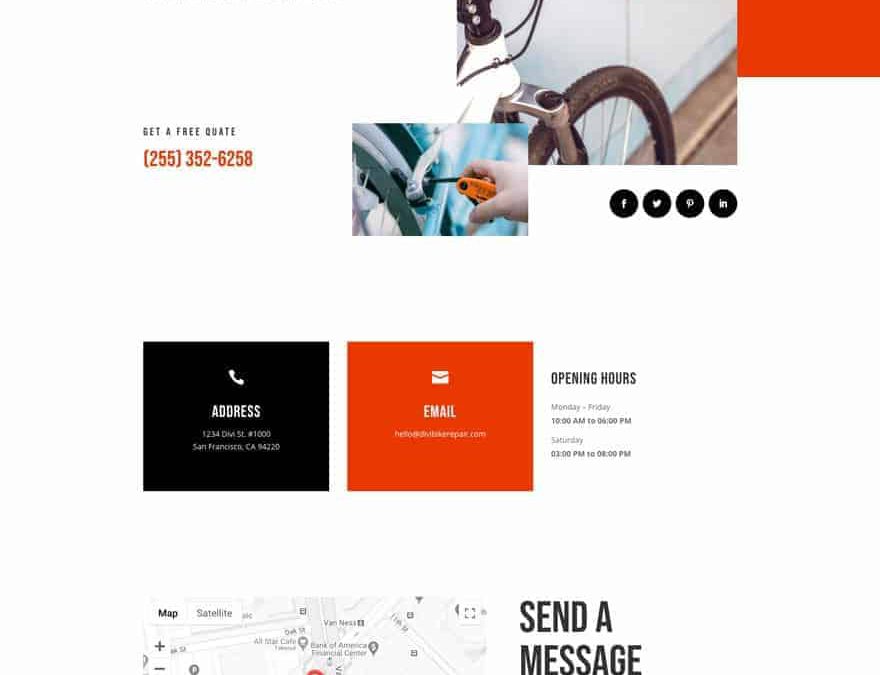 GET A FREE QUATE
(255) 352-6258
ADDRESS
1234 Divi St. #1000
San Francisco, CA 94220
EMAIL
hello@divibikerepair.com
OPENING HOURS
Monday – Friday
10:00 AM to 06:00 PM
Saturday
03:00 PM to 08:00 PM
Map Satellite
Van Ness
11th St
Oak St
All Star Cafe
Bank of America
Financial Center
SEND A
MESSAGE